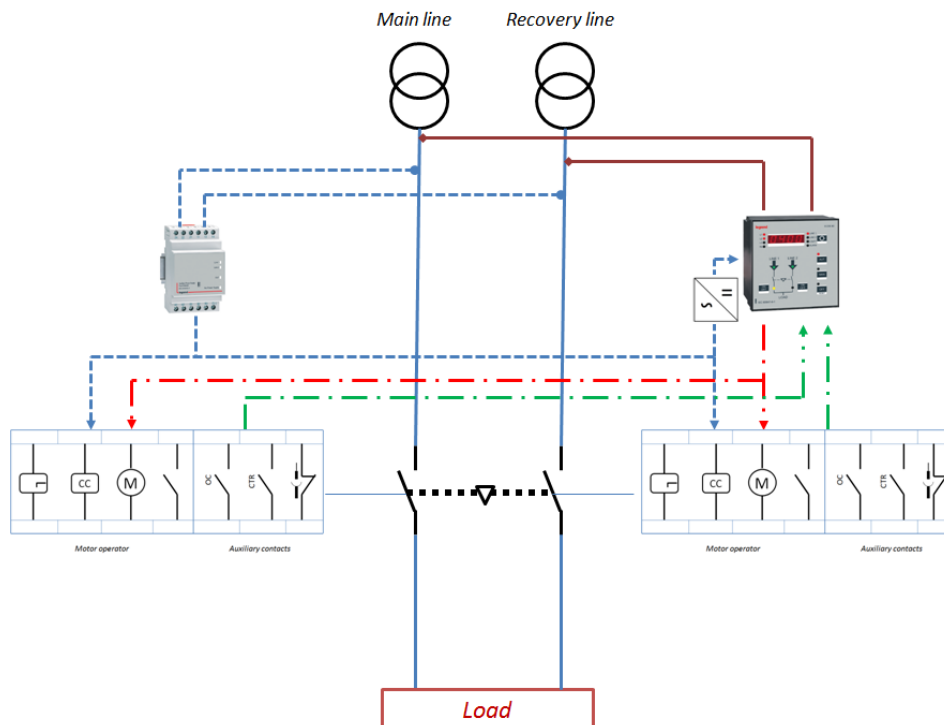 Main line
Recovery line
CC
M
OC
CTR
CC
M
OC
CTR
Motor operator
Auxiliary contacts
Motor operator
Auxiliary contacts
Load